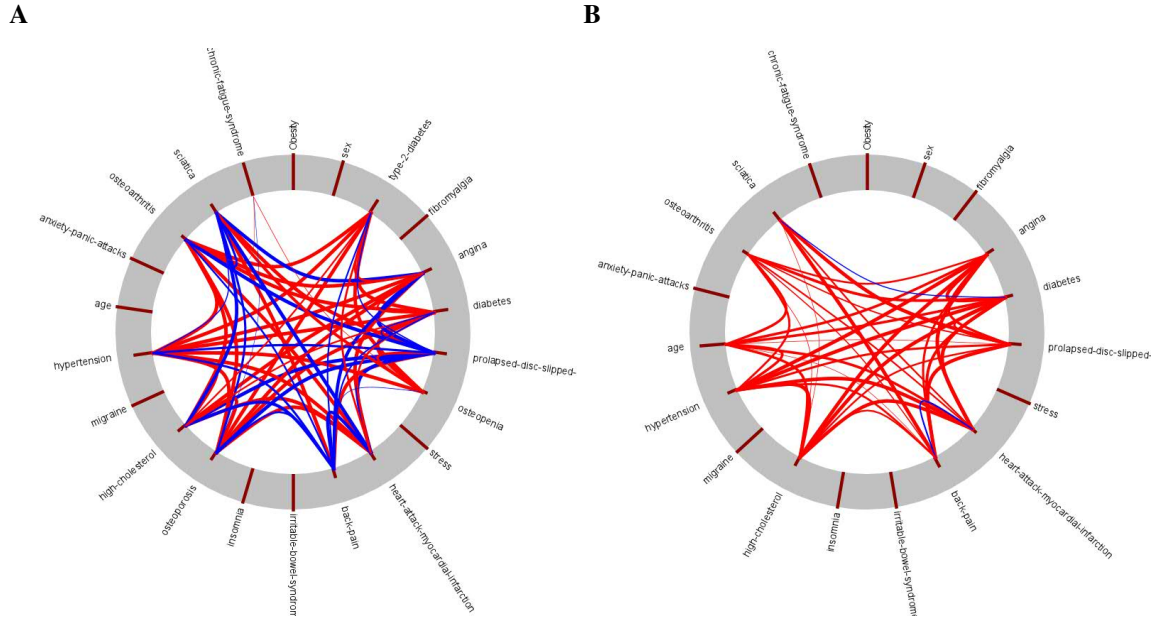 A
B
chronic-fatigue-syndrome
Obesity
sex
type-2-diabetes
fibromyalgia
angina
diabetes
prolapsed-disc-slipped-
osteopenia
stress
heart-attack-myocardial-infarction
back-pain
irritable-bowel-syndrom
insomnia
osteoporosis
high-cholesterol
migraine
hypertension
age
anxiety-panic-attacks
osteoarthritis
sciatica
chronic-fatigue-syndrome
Obesity
sex
fibromyalgia
angina
diabetes
prolapsed-disc-slipped-
stress
heart-attack-myocardial-infarction
back-pain
irritable-bowel-syndrome
insomnia
high-cholesterol
migraine
hypertension
age
anxiety-panic-attacks
osteoarthritis
sciatica